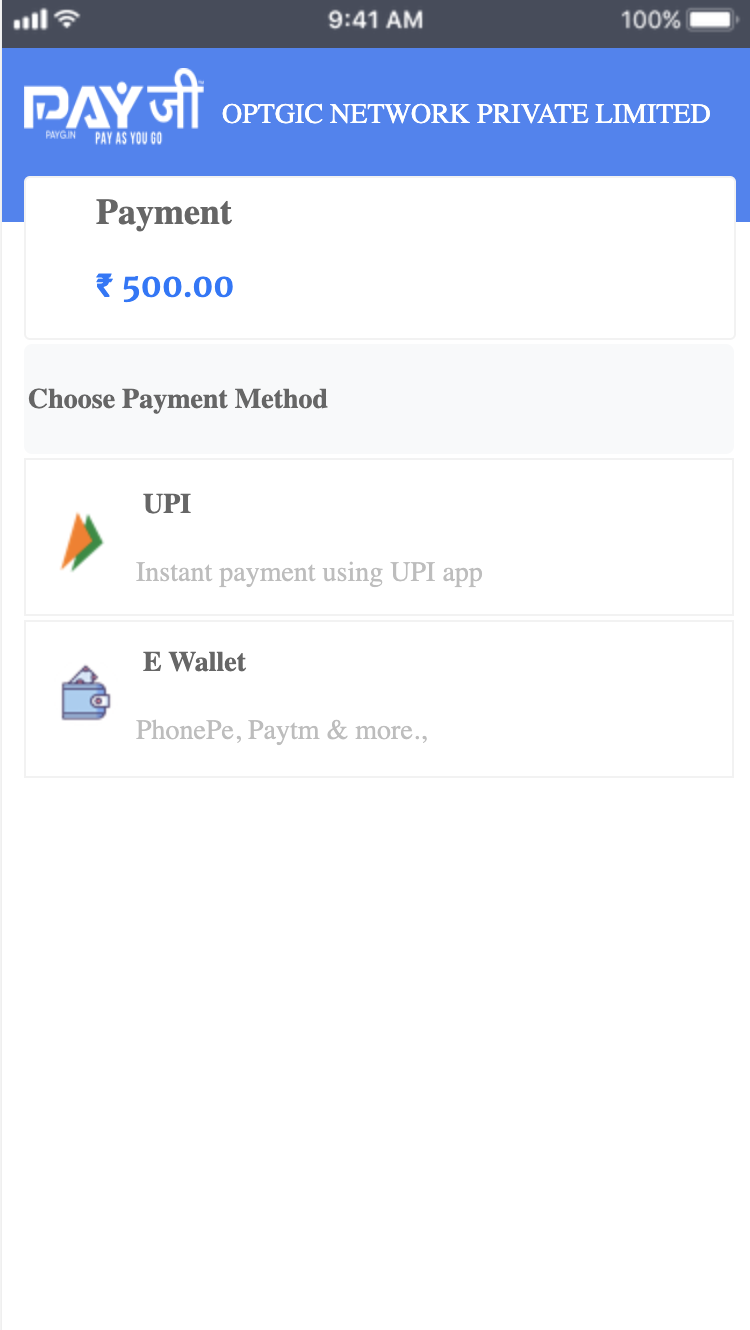 9:41 AM
100%
PAY जी
PAYG.IN
PAY AS YOU GO
OPTGIC NETWORK PRIVATE LIMITED
Payment
₹ 500.00
Choose Payment Method
UPI
Instant payment using UPI app
E Wallet
PhonePe, Paytm & more.,